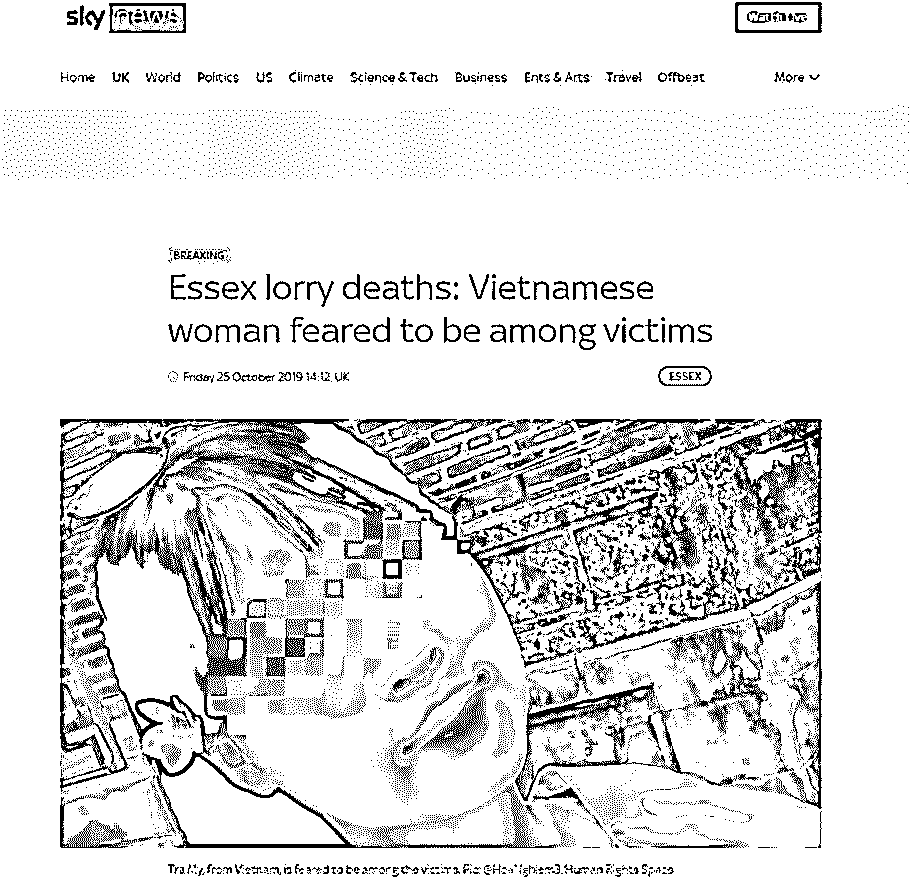 sky news
Watch Live
Home UK World Politics US Climate Science & Tech Business Ents & Arts Travel Offbeat More
BREAKING
Essex lorry deaths: Vietnamese
woman feared to be among victims
Friday 25 October 2019 14:12, UK
ESSEX
Tra My, from Vietnam, is feared to be among the victims. Pic: Human Rights Space